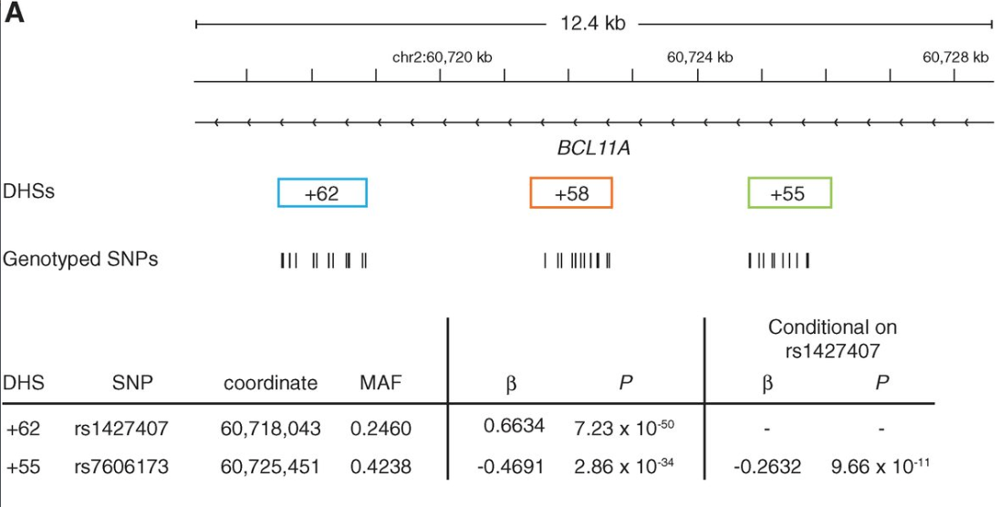 A
12.4 kb
chr2:60,720 kb 60,724 kb 60,728 kb
BCL11A
DHSs +62 +58 +55
Genotyped SNPs
Conditional on
rs1427407
DHS SNP coordinate MAF β P β P
+62 rs1427407 60,718,043 0.2460 0.6634 7.23 x 10⁻⁵⁰ - -
+55 rs7606173 60,725,451 0.4238 -0.4691 2.86 x 10⁻³⁴ -0.2632 9.66 x 10⁻¹¹